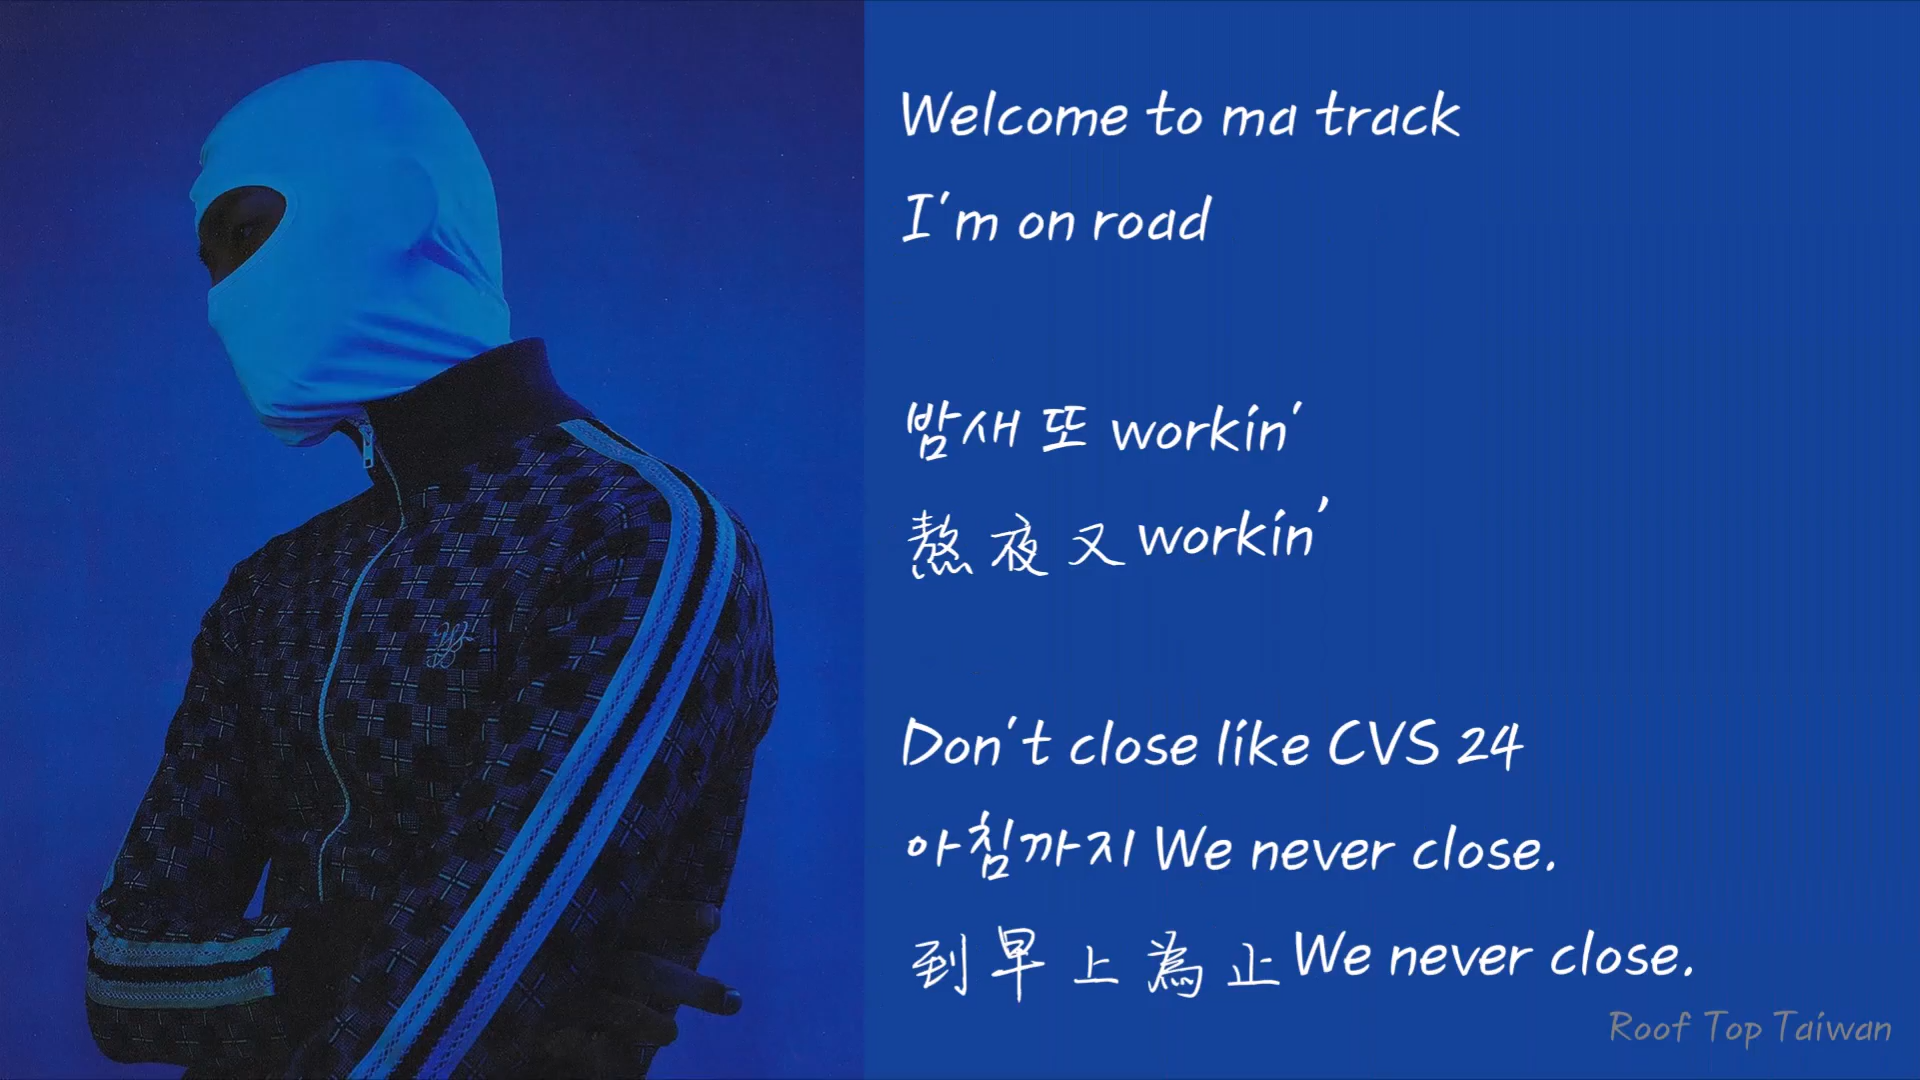 Welcome to ma track
I'm on road
밤새 또 workin'
熬夜又workin'
Don't close like CVS 24
아침까지 We never close.
到早上為止We never close.
Roof Top Taiwan